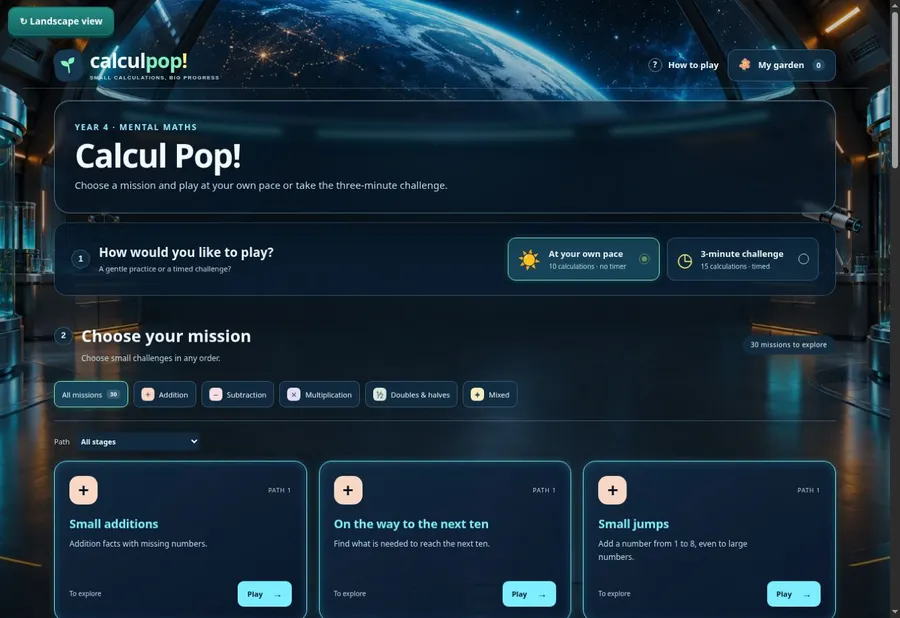 ↻ Landscape view
calculpop!
SMALL CALCULATIONS, BIG PROGRESS
? How to play
My garden 0
YEAR 4 · MENTAL MATHS
Calcul Pop!
Choose a mission and play at your own pace or take the three-minute challenge.
1 How would you like to play?
A gentle practice or a timed challenge?
At your own pace
10 calculations · no timer
3-minute challenge
15 calculations · timed
2 Choose your mission
Choose small challenges in any order.
30 missions to explore
All missions 30
+ Addition
− Subtraction
× Multiplication
½ Doubles & halves
✦ Mixed
Path All stages
+ PATH 1
Small additions
Addition facts with missing numbers.
To explore
Play →
+ PATH 1
On the way to the next ten
Find what is needed to reach the next ten.
To explore
Play →
+ PATH 1
Small jumps
Add a number from 1 to 8, even to large
numbers.
To explore
Play →